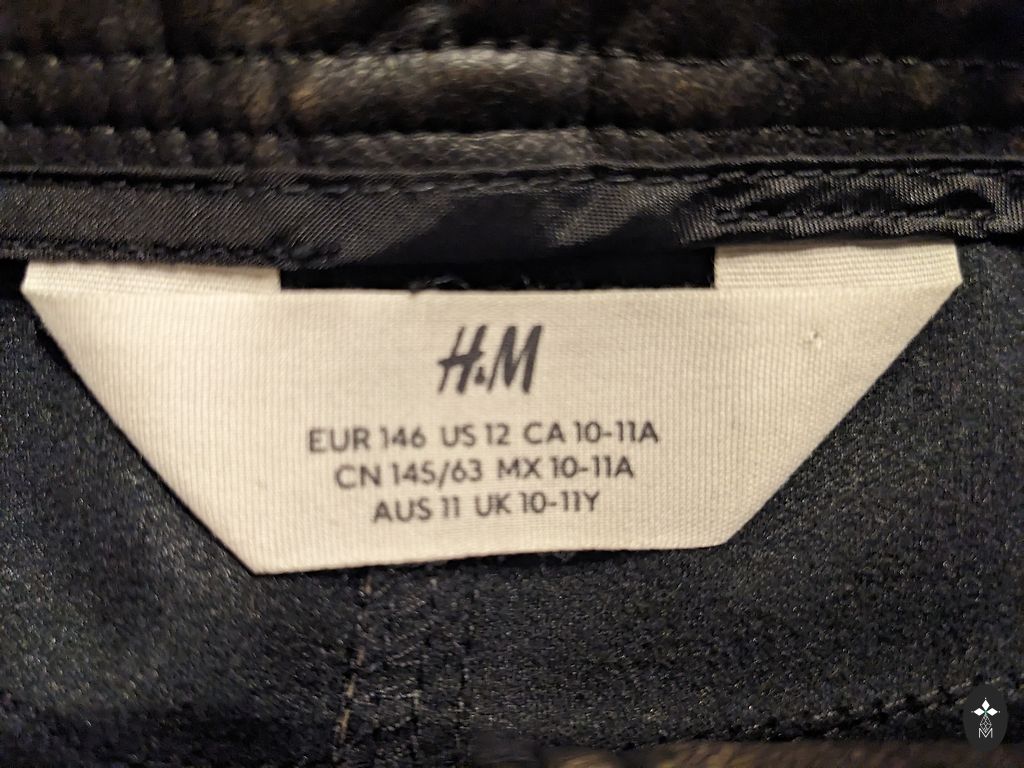 H&M
EUR 146 US 12 CA 10-11A
CN 145/63 MX 10-11A
AUS 11 UK 10-11Y
M